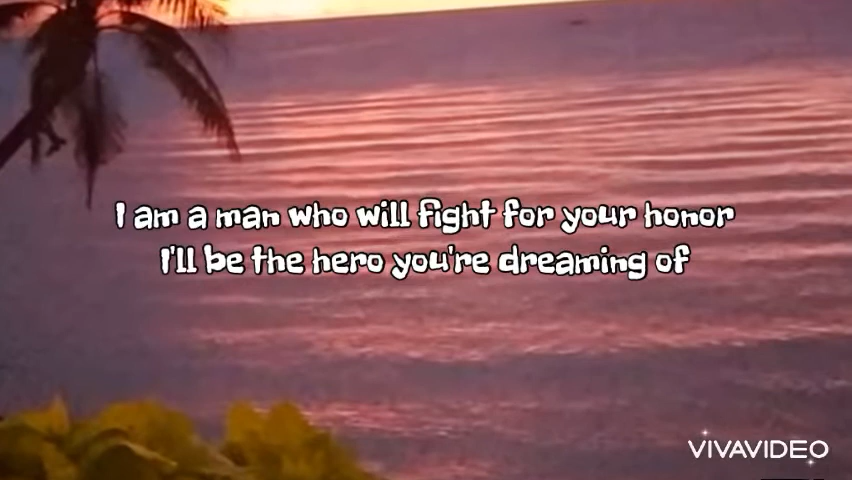 I am a man who will fight for your honor
I'll be the hero you're dreaming of
VIVAVIDEO